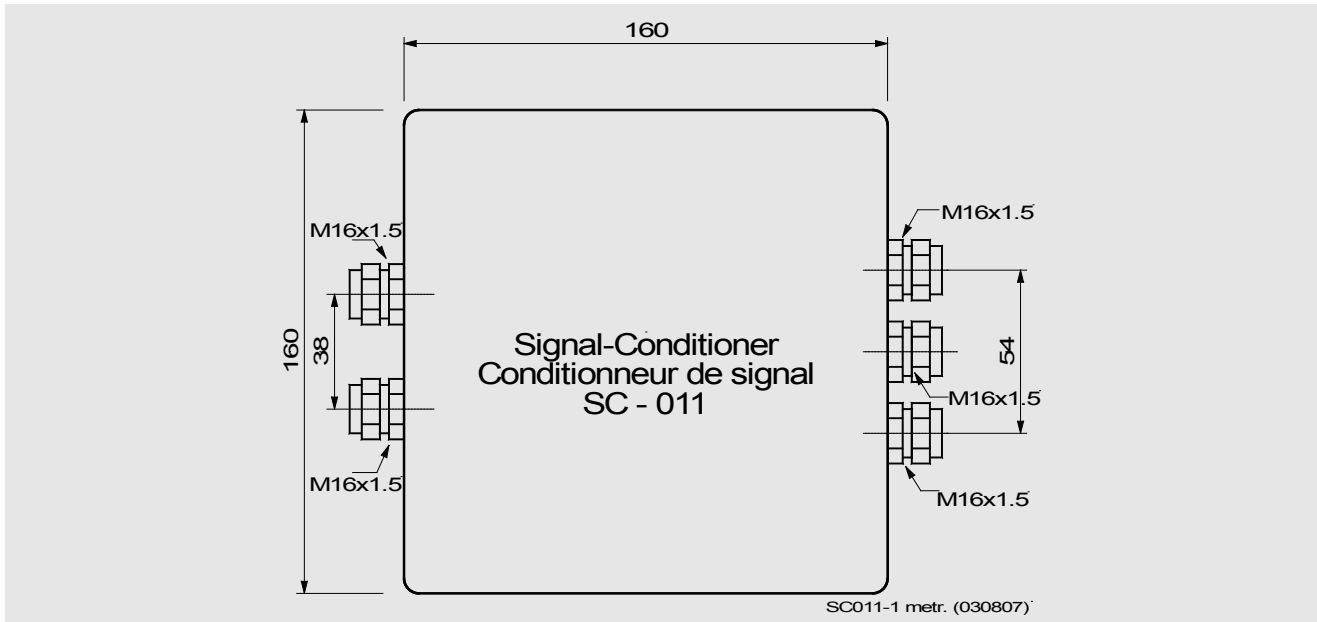 160
M16x1.5
M16x1.5
160
38
54
Signal-Conditioner
Conditionneur de signal
SC - 011
M16x1.5
M16x1.5
M16x1.5
SC011-1 metr. (030807)